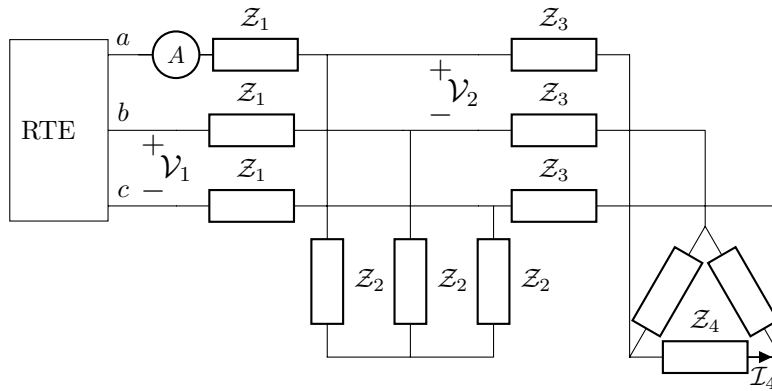 𝒵₁ 𝒵₃
a A
+
𝒱₂
−
𝒵₁ 𝒵₃
b
RTE
+
𝒱₁
−
𝒵₁ 𝒵₃
c
𝒵₂ 𝒵₂ 𝒵₂
𝒵₄
ℐ₄